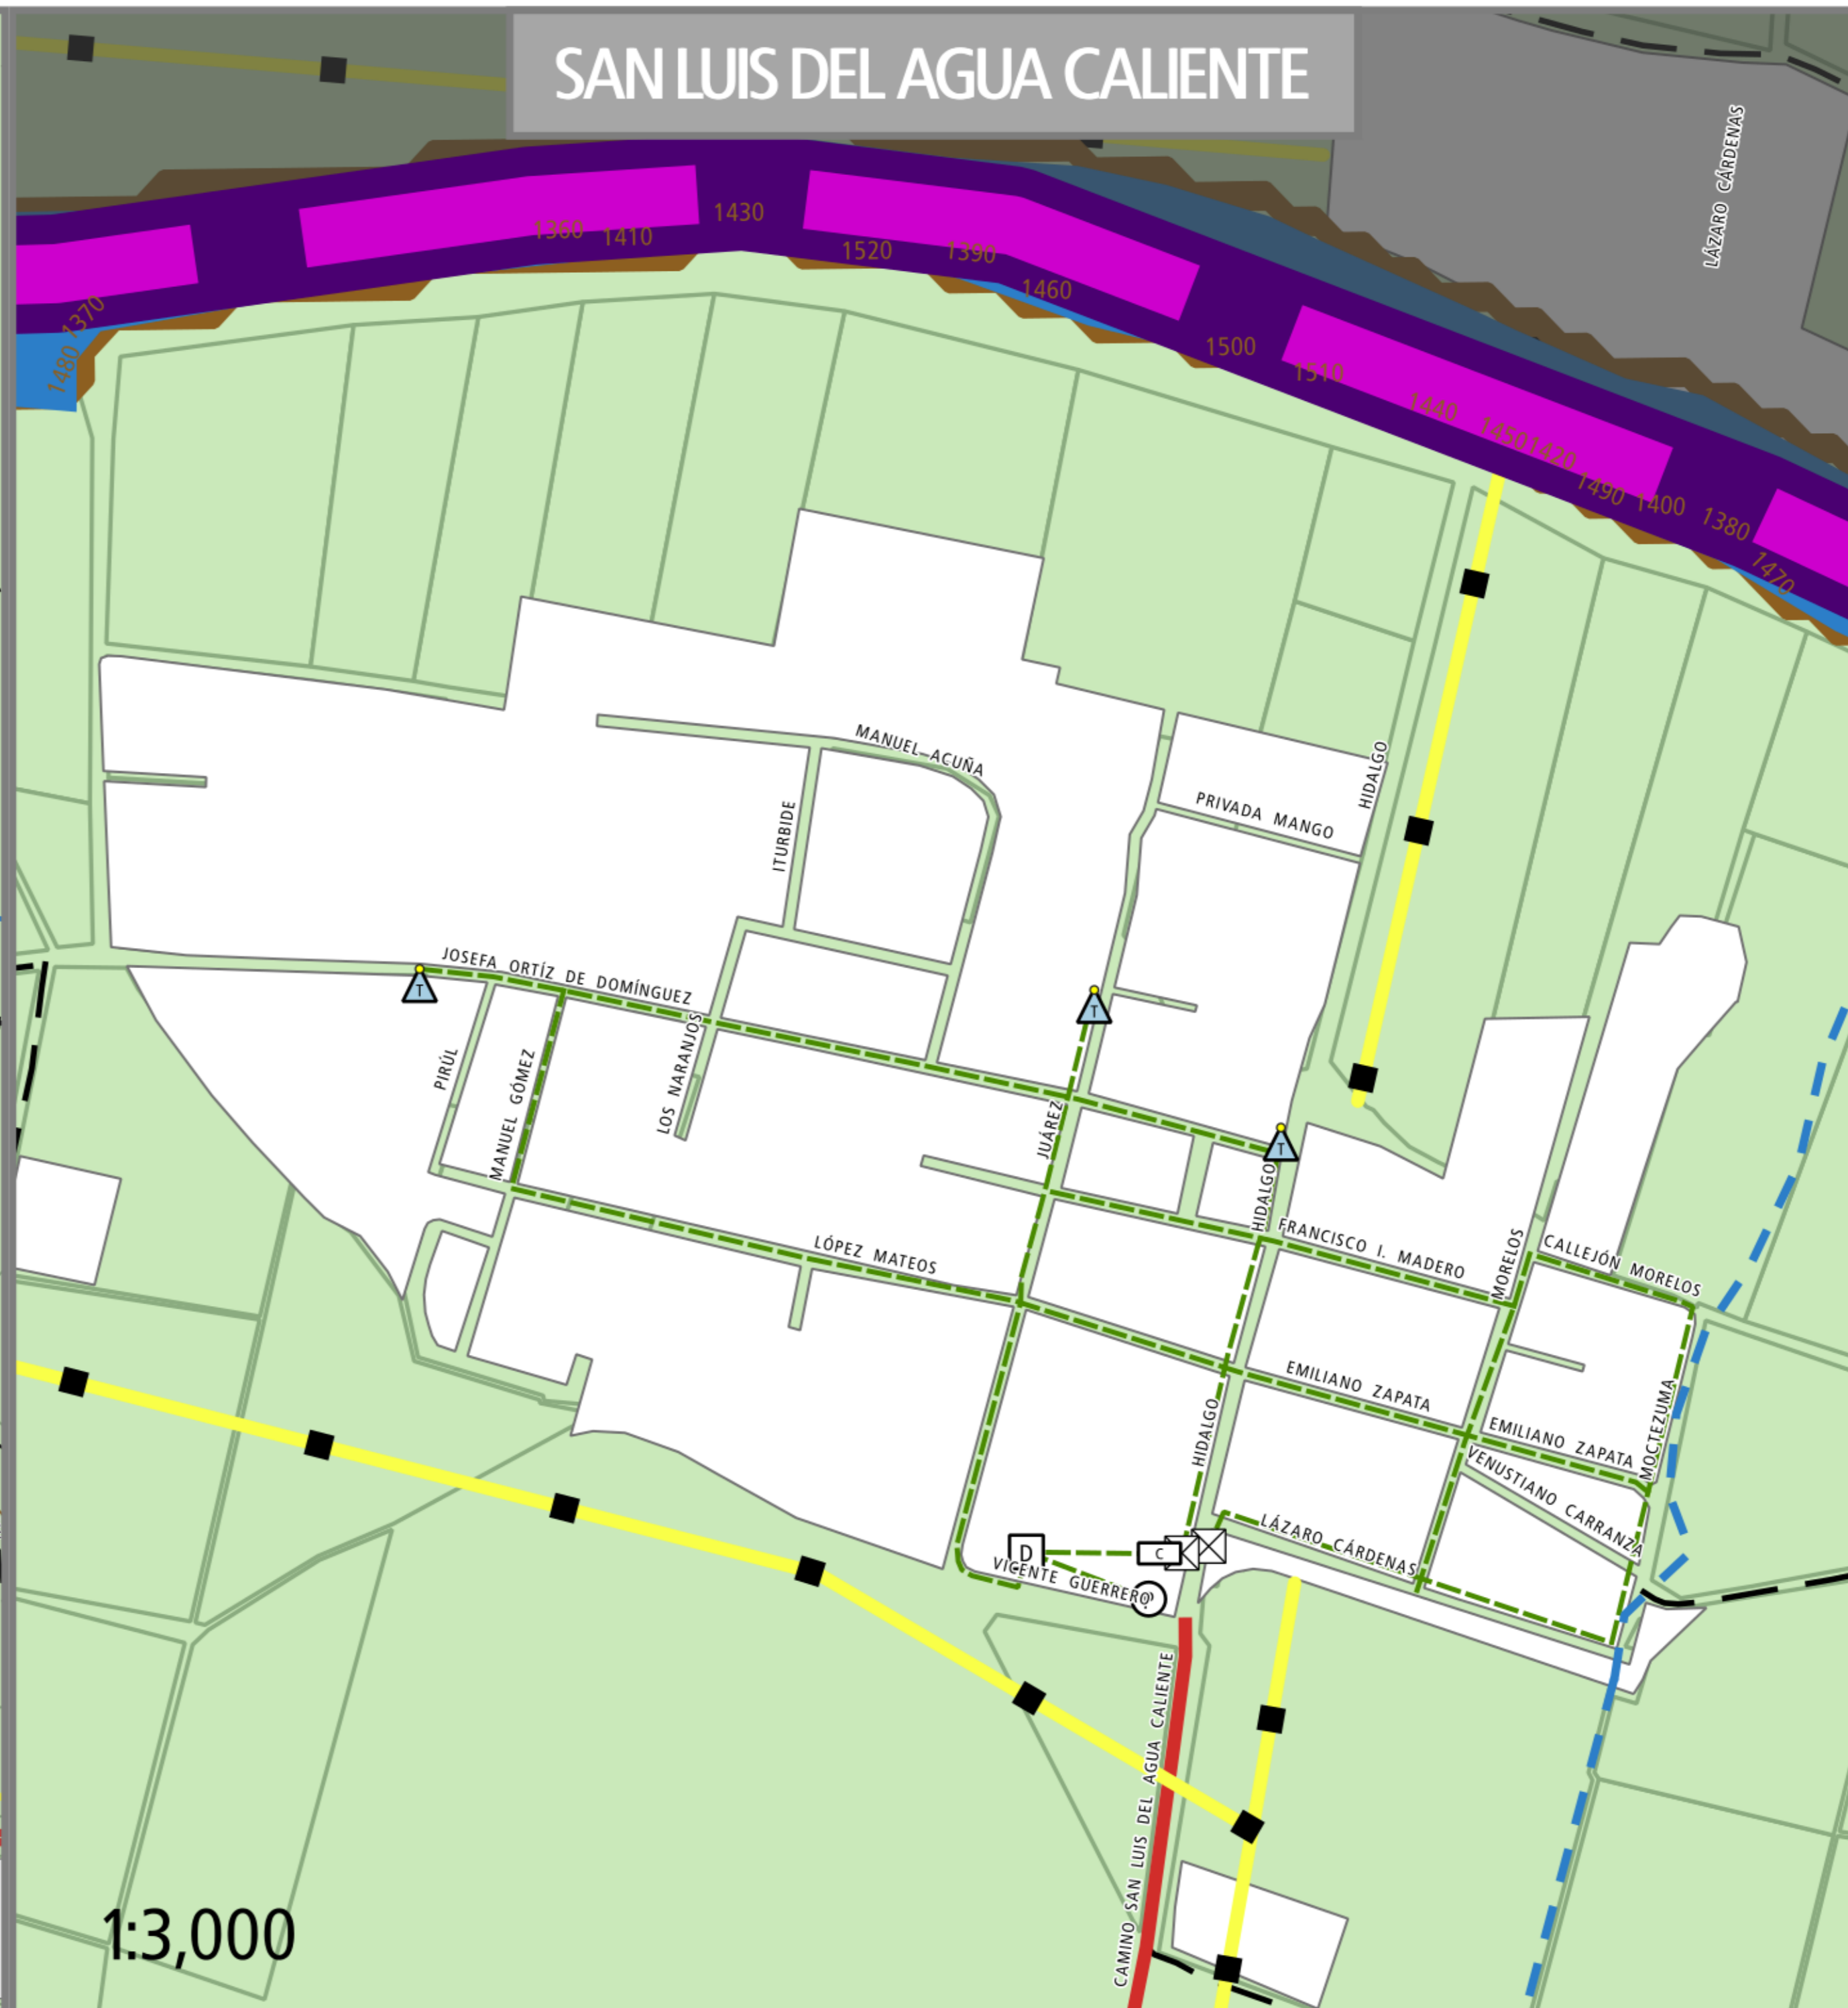 SAN LUIS DEL AGUA CALIENTE
LÁZARO CÁRDENAS
1430
1360
1410
1520
1390
1460
1370
1480
1500
1510
1440
1450
1420
1490
1400
1380
1470
MANUEL ACUÑA
HIDALGO
PRIVADA MANGO
ITURBIDE
JOSEFA ORTÍZ DE DOMÍNGUEZ
T
T
T
PIRÚL
MANUEL GÓMEZ
LOS NARANJOS
JUÁREZ
HIDALGO
FRANCISCO I. MADERO
MORELOS
CALLEJÓN MORELOS
LÓPEZ MATEOS
EMILIANO ZAPATA
HIDALGO
EMILIANO ZAPATA
MOCTEZUMA
VENUSTIANO CARRANZA
LÁZARO CÁRDENAS
D
C
VICENTE GUERRERO
CAMINO SAN LUIS DEL AGUA CALIENTE
1:3,000